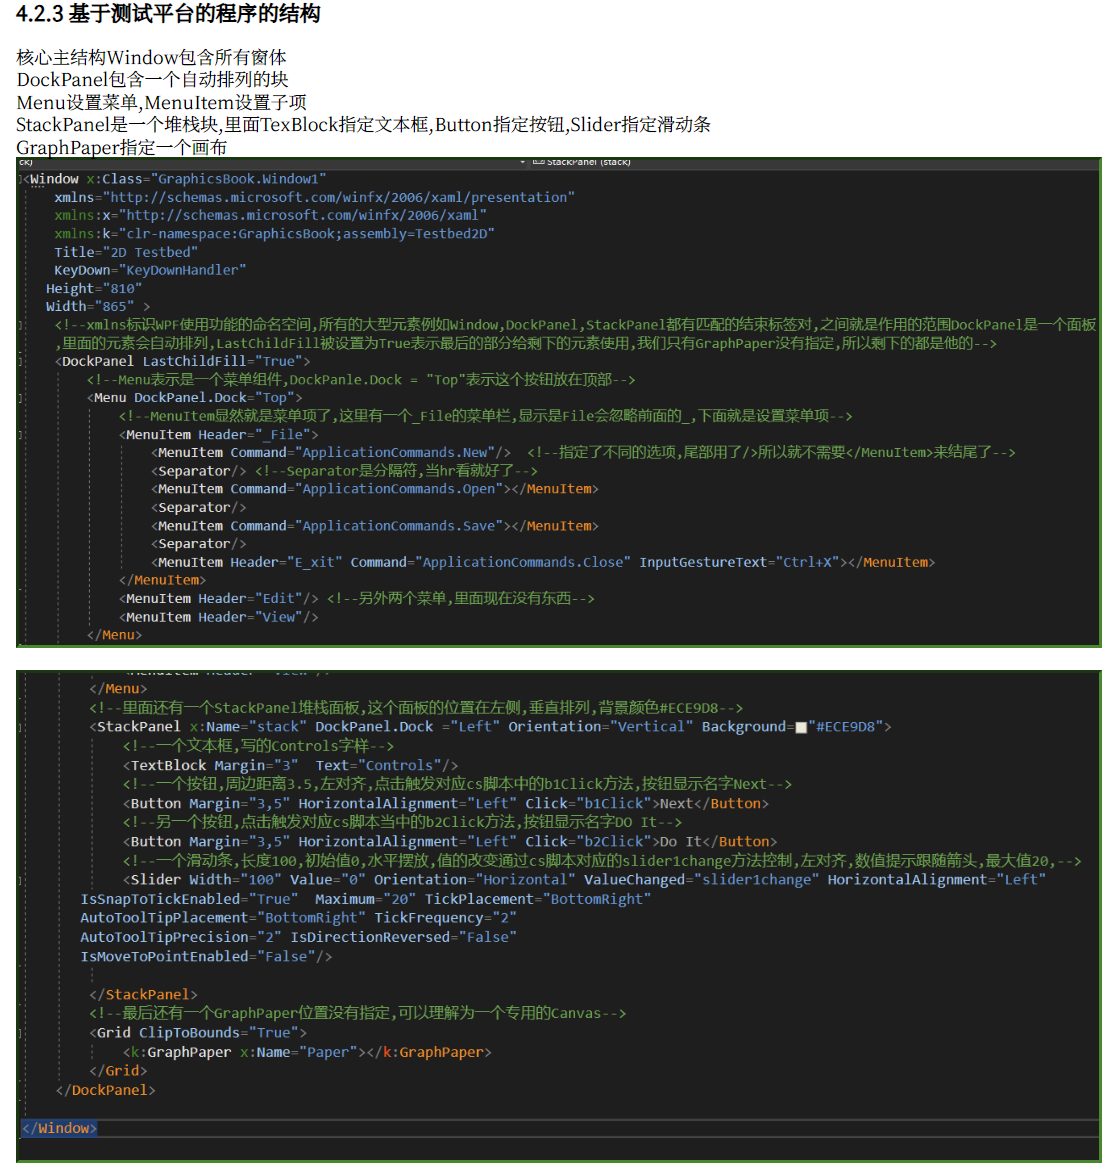 4.2.3 基于测试平台的程序的结构
核心主结构Window包含所有窗体
DockPanel包含一个自动排列的块
Menu设置菜单,MenuItem设置子项
StackPanel是一个堆栈块,里面TexBlock指定文本框,Button指定按钮,Slider指定滑动条
GraphPaper指定一个画布
ck) StackPanel (stack)
<Window x:Class="GraphicsBook.Window1"
xmlns="http://schemas.microsoft.com/winfx/2006/xaml/presentation"
xmlns:x="http://schemas.microsoft.com/winfx/2006/xaml"
xmlns:k="clr-namespace:GraphicsBook;assembly=Testbed2D"
Title="2D Testbed"
KeyDown="KeyDownHandler"
Height="810"
Width="865" >
<!--xmlns标识WPF使用功能的命名空间,所有的大型元素例如Window,DockPanel,StackPanel都有匹配的结束标签对,之间就是作用的范围DockPanel是一个面板
,里面的元素会自动排列,LastChildFill被设置为True表示最后的部分给剩下的元素使用,我们只有GraphPaper没有指定,所以剩下的都是他的-->
<DockPanel LastChildFill="True">
<!--Menu表示是一个菜单组件,DockPanle.Dock = "Top"表示这个按钮放在顶部-->
<Menu DockPanel.Dock="Top">
<!--MenuItem显然就是菜单项了,这里有一个_File的菜单栏,显示是File会忽略前面的_,下面就是设置菜单项-->
<MenuItem Header="_File">
<MenuItem Command="ApplicationCommands.New"/> <!--指定了不同的选项,尾部用了/>所以就不需要</MenuItem>来结尾了-->
<Separator/> <!--Separator是分隔符,当hr看就好了-->
<MenuItem Command="ApplicationCommands.Open"></MenuItem>
<Separator/>
<MenuItem Command="ApplicationCommands.Save"></MenuItem>
<Separator/>
<MenuItem Header="E_xit" Command="ApplicationCommands.Close" InputGestureText="Ctrl+X"></MenuItem>
</MenuItem>
<MenuItem Header="Edit"/> <!--另外两个菜单,里面现在没有东西-->
<MenuItem Header="View"/>
</Menu>
</Menu>
<!--里面还有一个StackPanel堆栈面板,这个面板的位置在左侧,垂直排列,背景颜色#ECE9D8-->
<StackPanel x:Name="stack" DockPanel.Dock ="Left" Orientation="Vertical" Background="#ECE9D8">
<!--一个文本框,写的Controls字样-->
<TextBlock Margin="3"  Text="Controls"/>
<!--一个按钮,周边距离3.5,左对齐,点击触发对应cs脚本中的b1Click方法,按钮显示名字Next-->
<Button Margin="3,5" HorizontalAlignment="Left" Click="b1Click">Next</Button>
<!--另一个按钮,点击触发对应cs脚本当中的b2Click方法,按钮显示名字DO It-->
<Button Margin="3,5" HorizontalAlignment="Left" Click="b2Click">Do It</Button>
<!--一个滑动条,长度100,初始值0,水平摆放,值的改变通过cs脚本对应的slider1change方法控制,左对齐,数值提示跟随箭头,最大值20,-->
<Slider Width="100" Value="0" Orientation="Horizontal" ValueChanged="slider1change" HorizontalAlignment="Left"
IsSnapToTickEnabled="True"  Maximum="20" TickPlacement="BottomRight"
AutoToolTipPlacement="BottomRight" TickFrequency="2"
AutoToolTipPrecision="2" IsDirectionReversed="False"
IsMoveToPointEnabled="False"/>
</StackPanel>
<!--最后还有一个GraphPaper位置没有指定,可以理解为一个专用的Canvas-->
<Grid ClipToBounds="True">
<k:GraphPaper x:Name="Paper"></k:GraphPaper>
</Grid>
</DockPanel>
</Window>